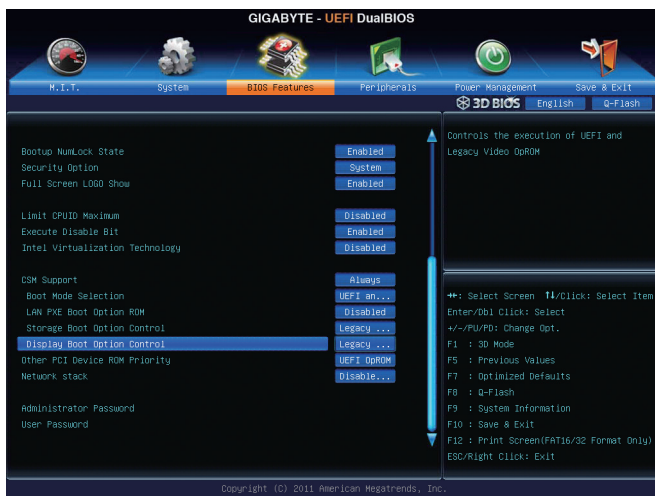 GIGABYTE - UEFI DualBIOS
M.I.T. System BIOS Features Peripherals Power Management Save & Exit
3D BIOS English Q-Flash
Bootup NumLock State Enabled
Security Option System
Full Screen LOGO Show Enabled
Limit CPUID Maximum Disabled
Execute Disable Bit Enabled
Intel Virtualization Technology Disabled
CSM Support Always
Boot Mode Selection UEFI an...
LAN PXE Boot Option ROM Disabled
Storage Boot Option Control Legacy ...
Display Boot Option Control Legacy ...
Other PCI Device ROM Priority UEFI OpROM
Network stack Disable...
Administrator Password
User Password
Controls the execution of UEFI and
Legacy Video OpROM
→←: Select Screen ↑↓/Click: Select Item
Enter/Dbl Click: Select
+/-/PU/PD: Change Opt.
F1 : 3D Mode
F5 : Previous Values
F7 : Optimized Defaults
F8 : Q-Flash
F9 : System Information
F10 : Save & Exit
F12 : Print Screen(FAT16/32 Format Only)
ESC/Right Click: Exit
Copyright (C) 2011 American Megatrends, Inc.